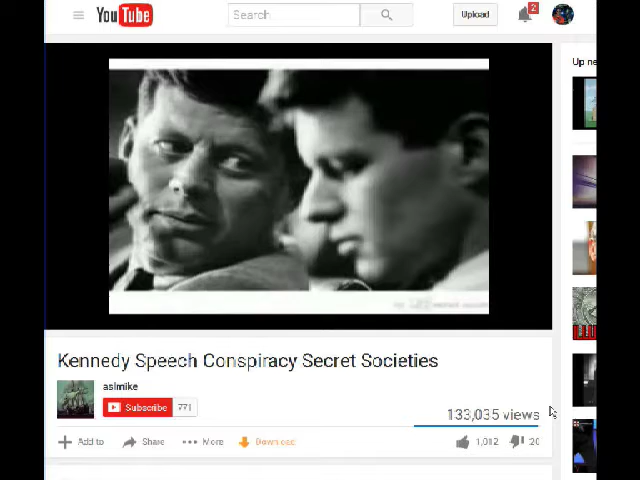 YouTube
Search
Upload
2
Up ne
Kennedy Speech Conspiracy Secret Societies
aslmike
Subscribe 771
133,035 views
Add to Share More Download 1,012 20